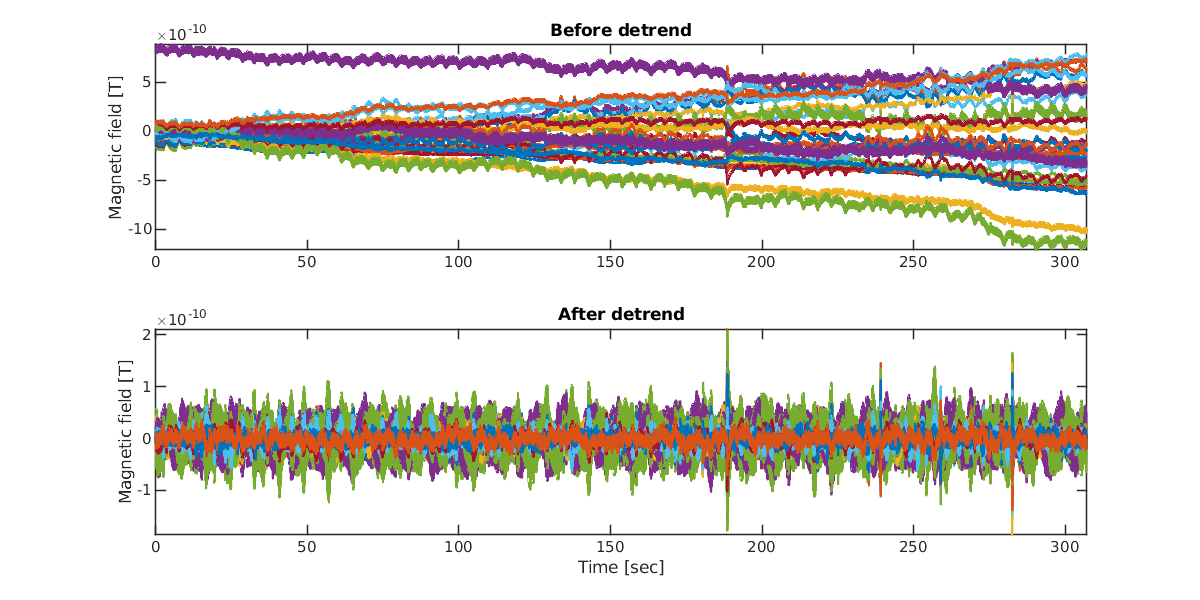 ×10⁻¹⁰
Before detrend
Magnetic field [T]
5
0
-5
-10
0 50 100 150 200 250 300
×10⁻¹⁰
After detrend
Magnetic field [T]
2
1
0
-1
0 50 100 150 200 250 300
Time [sec]